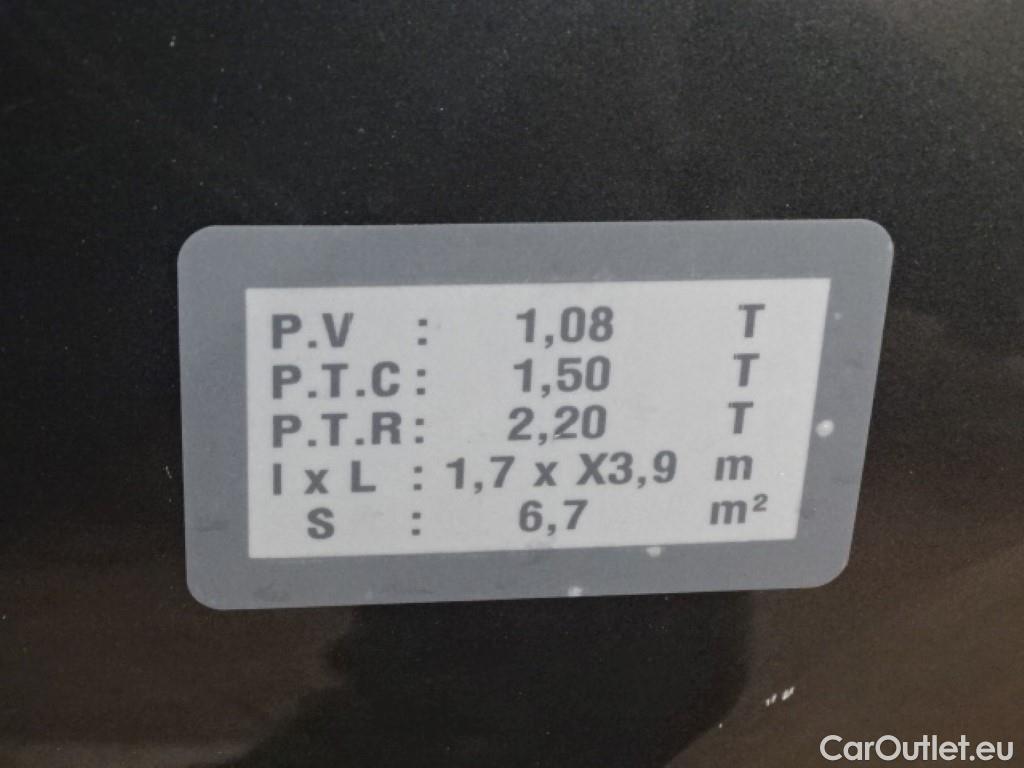 P.V : 1,08 T
P.T.C : 1,50 T
P.T.R : 2,20 T
l x L : 1,7 x X3,9 m
S : 6,7 m²
CarOutlet.eu